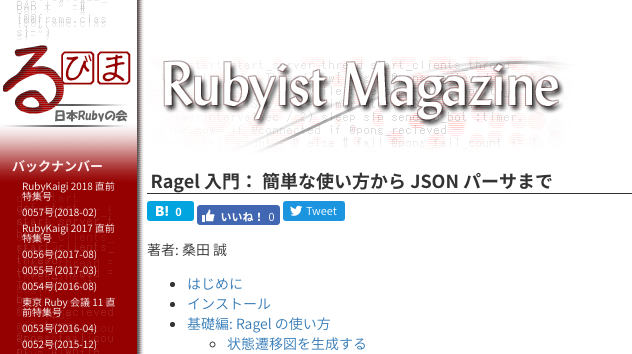 るびま
日本Rubyの会
バックナンバー
RubyKaigi 2018 直前
特集号
0057号(2018-02)
RubyKaigi 2017 直前
特集号
0056号(2017-08)
0055号(2017-03)
0054号(2016-08)
東京 Ruby 会議 11 直
前特集号
0053号(2016-04)
0052号(2015-12)
Rubyist Magazine
Ragel 入門： 簡単な使い方から JSON パーサまで
B! 0
いいね！ 0
Tweet
著者: 桑田 誠
はじめに
インストール
基礎編: Ragel の使い方
状態遷移図を生成する